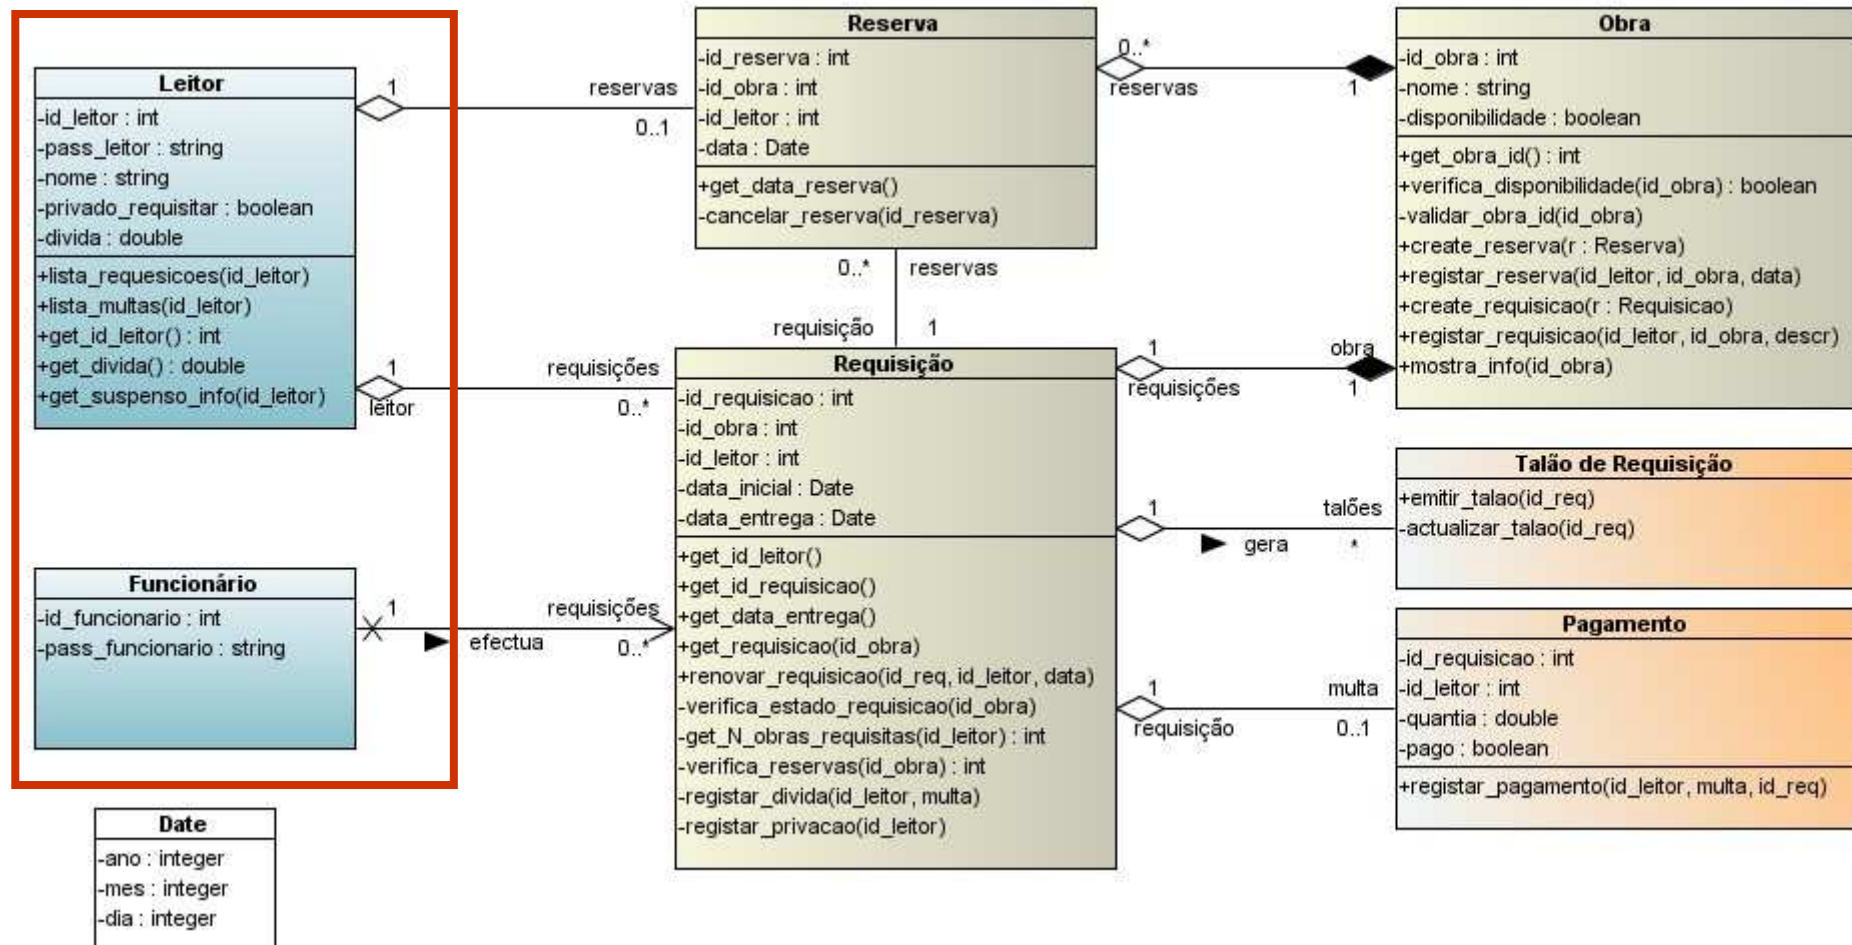 Leitor
-id_leitor : int
-pass_leitor : string
-nome : string
-privado_requisitar : boolean
-divida : double
+lista_requesicoes(id_leitor)
+lista_multas(id_leitor)
+get_id_leitor() : int
+get_divida() : double
+get_suspenso_info(id_leitor)
1
reservas
0..1
1
leitor
requisições
0..*
Funcionário
-id_funcionario : int
-pass_funcionario : string
1
efectua
requisições
0..*
Date
-ano : integer
-mes : integer
-dia : integer
Reserva
-id_reserva : int
-id_obra : int
-id_leitor : int
-data : Date
+get_data_reserva()
-cancelar_reserva(id_reserva)
0..*
reservas
1
0..*
reservas
requisição
1
Requisição
-id_requisicao : int
-id_obra : int
-id_leitor : int
-data_inicial : Date
-data_entrega : Date
+get_id_leitor()
+get_id_requisicao()
+get_data_entrega()
+get_requisicao(id_obra)
+renovar_requisicao(id_req, id_leitor, data)
-verifica_estado_requisicao(id_obra)
-get_N_obras_requisitas(id_leitor) : int
-verifica_reservas(id_obra) : int
-registar_divida(id_leitor, multa)
-registar_privacao(id_leitor)
1
requisições
obra
1
1
gera
talões
*
1
requisição
multa
0..1
Obra
-id_obra : int
-nome : string
-disponibilidade : boolean
+get_obra_id() : int
+verifica_disponibilidade(id_obra) : boolean
-validar_obra_id(id_obra)
+create_reserva(r : Reserva)
+registar_reserva(id_leitor, id_obra, data)
+create_requisicao(r : Requisicao)
+registar_requisicao(id_leitor, id_obra, descr)
+mostra_info(id_obra)
Talão de Requisição
+emitir_talao(id_req)
-actualizar_talao(id_req)
Pagamento
-id_requisicao : int
-id_leitor : int
-quantia : double
-pago : boolean
+registar_pagamento(id_leitor, multa, id_req)